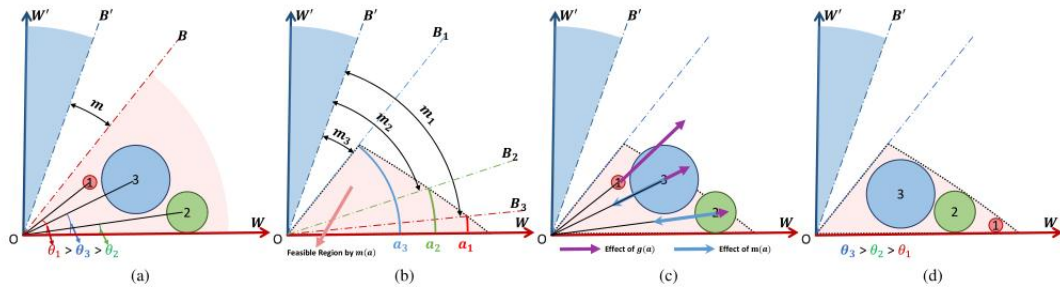 W′
B′
B
m
1
3
2
O
W
θ₁ > θ₃ > θ₂
(a)
W′
B′
B₁
m₁
m₂
m₃
B₂
B₃
O
W
a₃
a₂
a₁
Feasible Region by m(a)
(b)
W′
B′
1
3
2
O
W
Effect of g(a)
Effect of m(a)
(c)
W′
B′
3
2
1
O
W
θ₃ > θ₂ > θ₁
(d)